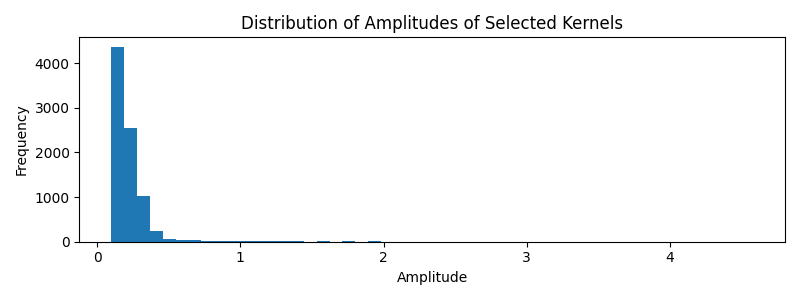 Distribution of Amplitudes of Selected Kernels
4000
3000
2000
1000
0
Frequency
0 1 2 3 4
Amplitude